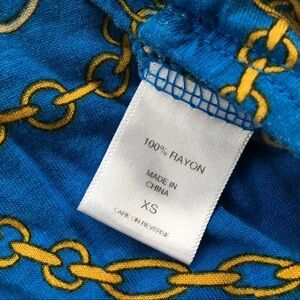 100% RAYON
MADE IN
CHINA
XS
CARE ON REVERSE